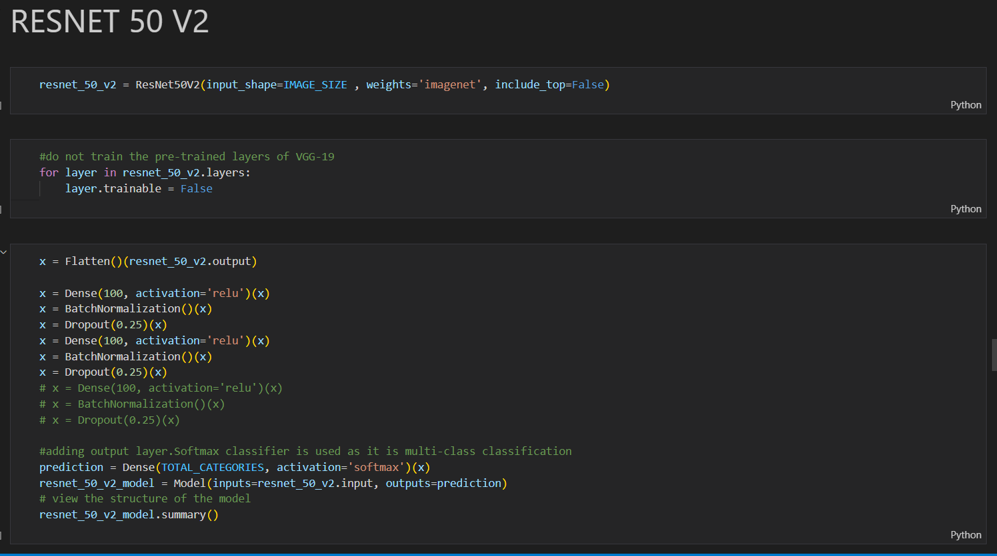 RESNET 50 V2
resnet_50_v2 = ResNet50V2(input_shape=IMAGE_SIZE , weights='imagenet', include_top=False)
Python
#do not train the pre-trained layers of VGG-19
for layer in resnet_50_v2.layers:
    layer.trainable = False
Python
x = Flatten()(resnet_50_v2.output)
x = Dense(100, activation='relu')(x)
x = BatchNormalization()(x)
x = Dropout(0.25)(x)
x = Dense(100, activation='relu')(x)
x = BatchNormalization()(x)
x = Dropout(0.25)(x)
# x = Dense(100, activation='relu')(x)
# x = BatchNormalization()(x)
# x = Dropout(0.25)(x)
#adding output layer.Softmax classifier is used as it is multi-class classification
prediction = Dense(TOTAL_CATEGORIES, activation='softmax')(x)
resnet_50_v2_model = Model(inputs=resnet_50_v2.input, outputs=prediction)
# view the structure of the model
resnet_50_v2_model.summary()
Python